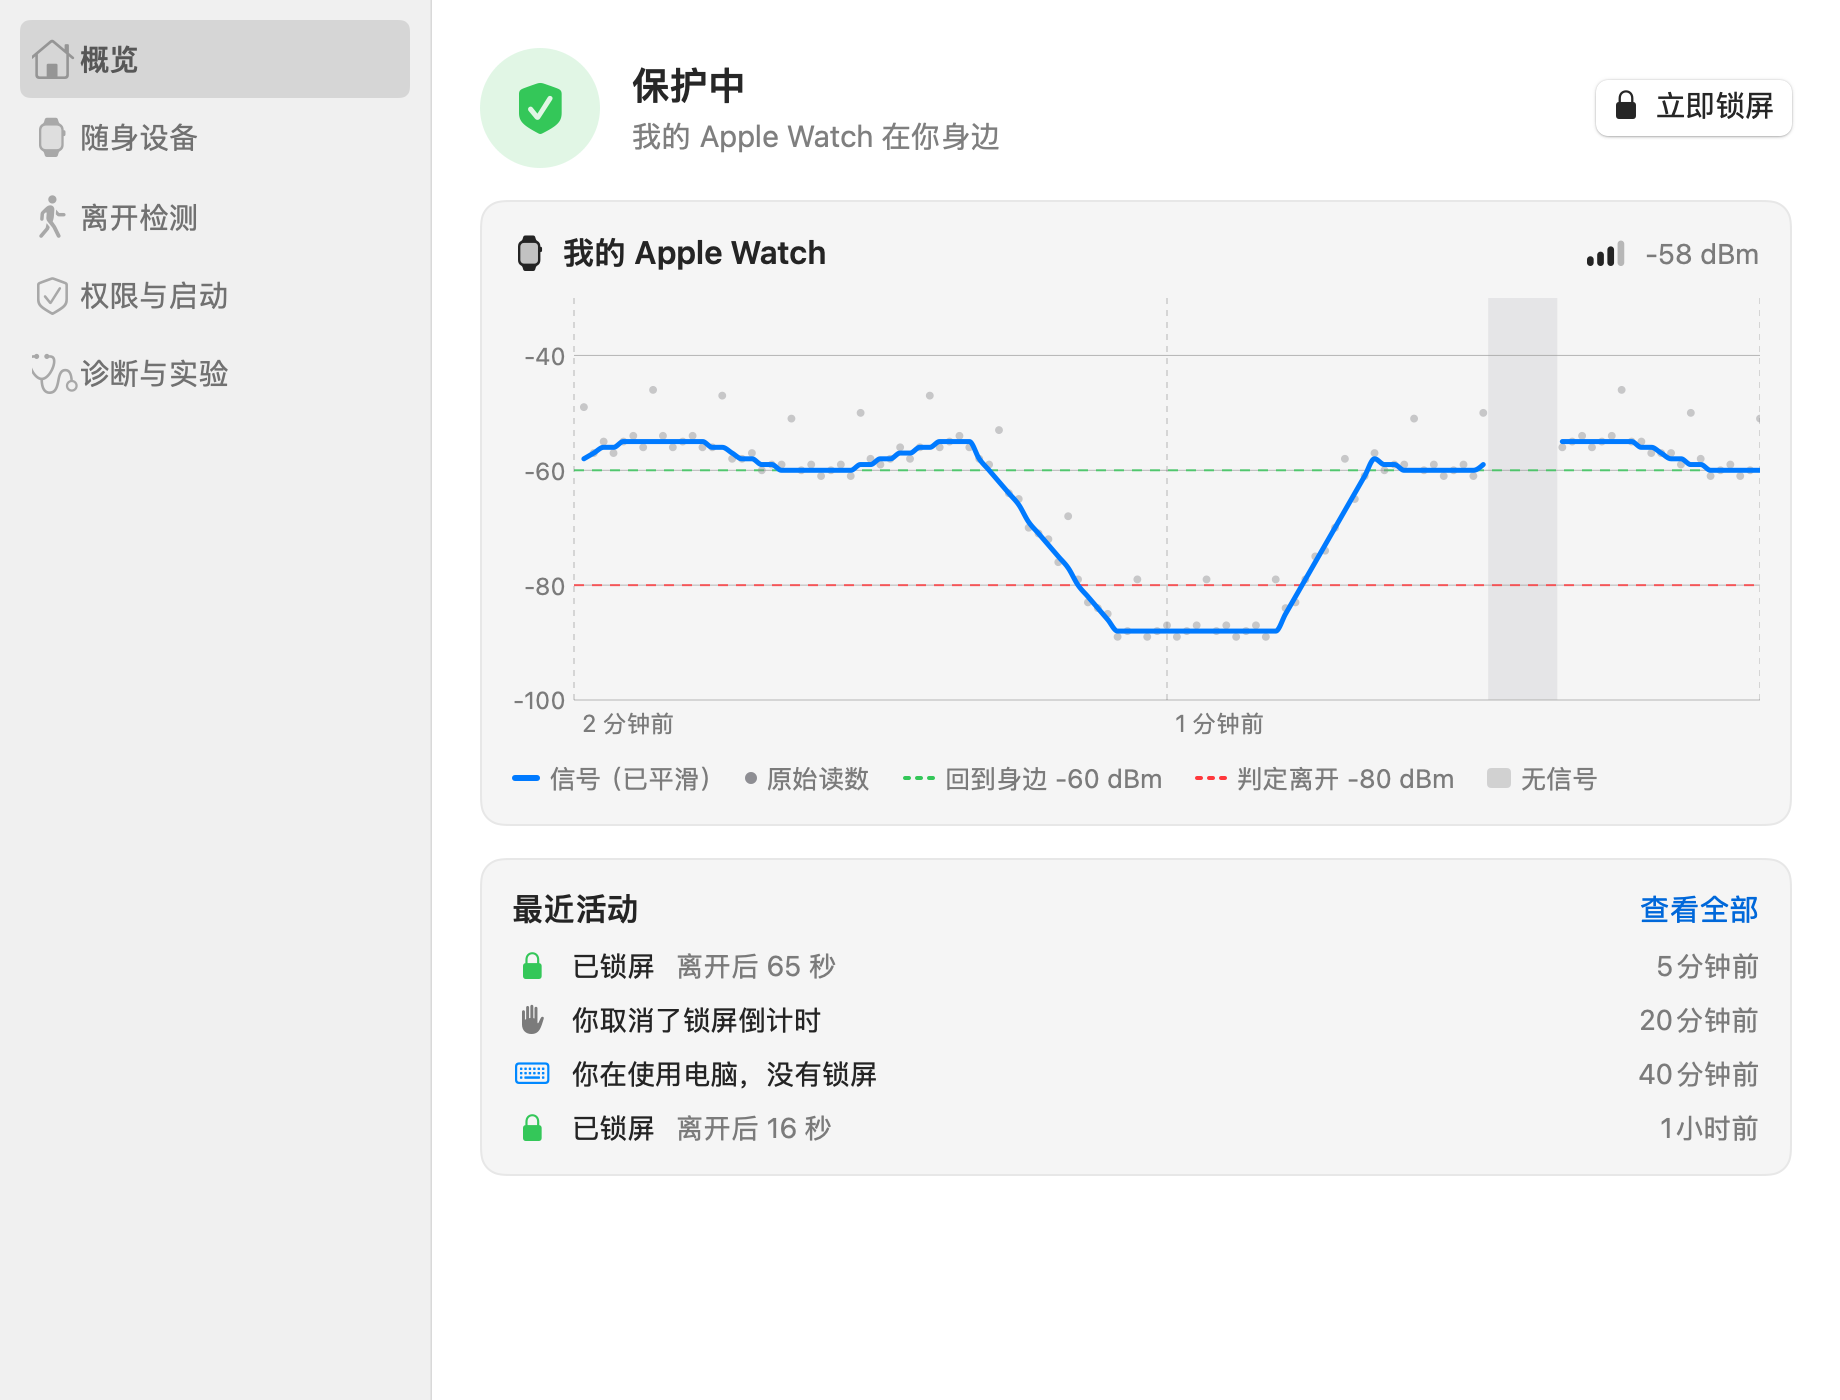 概览
随身设备
离开检测
权限与启动
诊断与实验
保护中
我的 Apple Watch 在你身边
立即锁屏
我的 Apple Watch
-58 dBm
-40
-60
-80
-100
2 分钟前
1 分钟前
信号（已平滑） 原始读数 回到身边 -60 dBm 判定离开 -80 dBm 无信号
最近活动
查看全部
已锁屏 离开后 65 秒 5分钟前
你取消了锁屏倒计时 20分钟前
你在使用电脑，没有锁屏 40分钟前
已锁屏 离开后 16 秒 1小时前